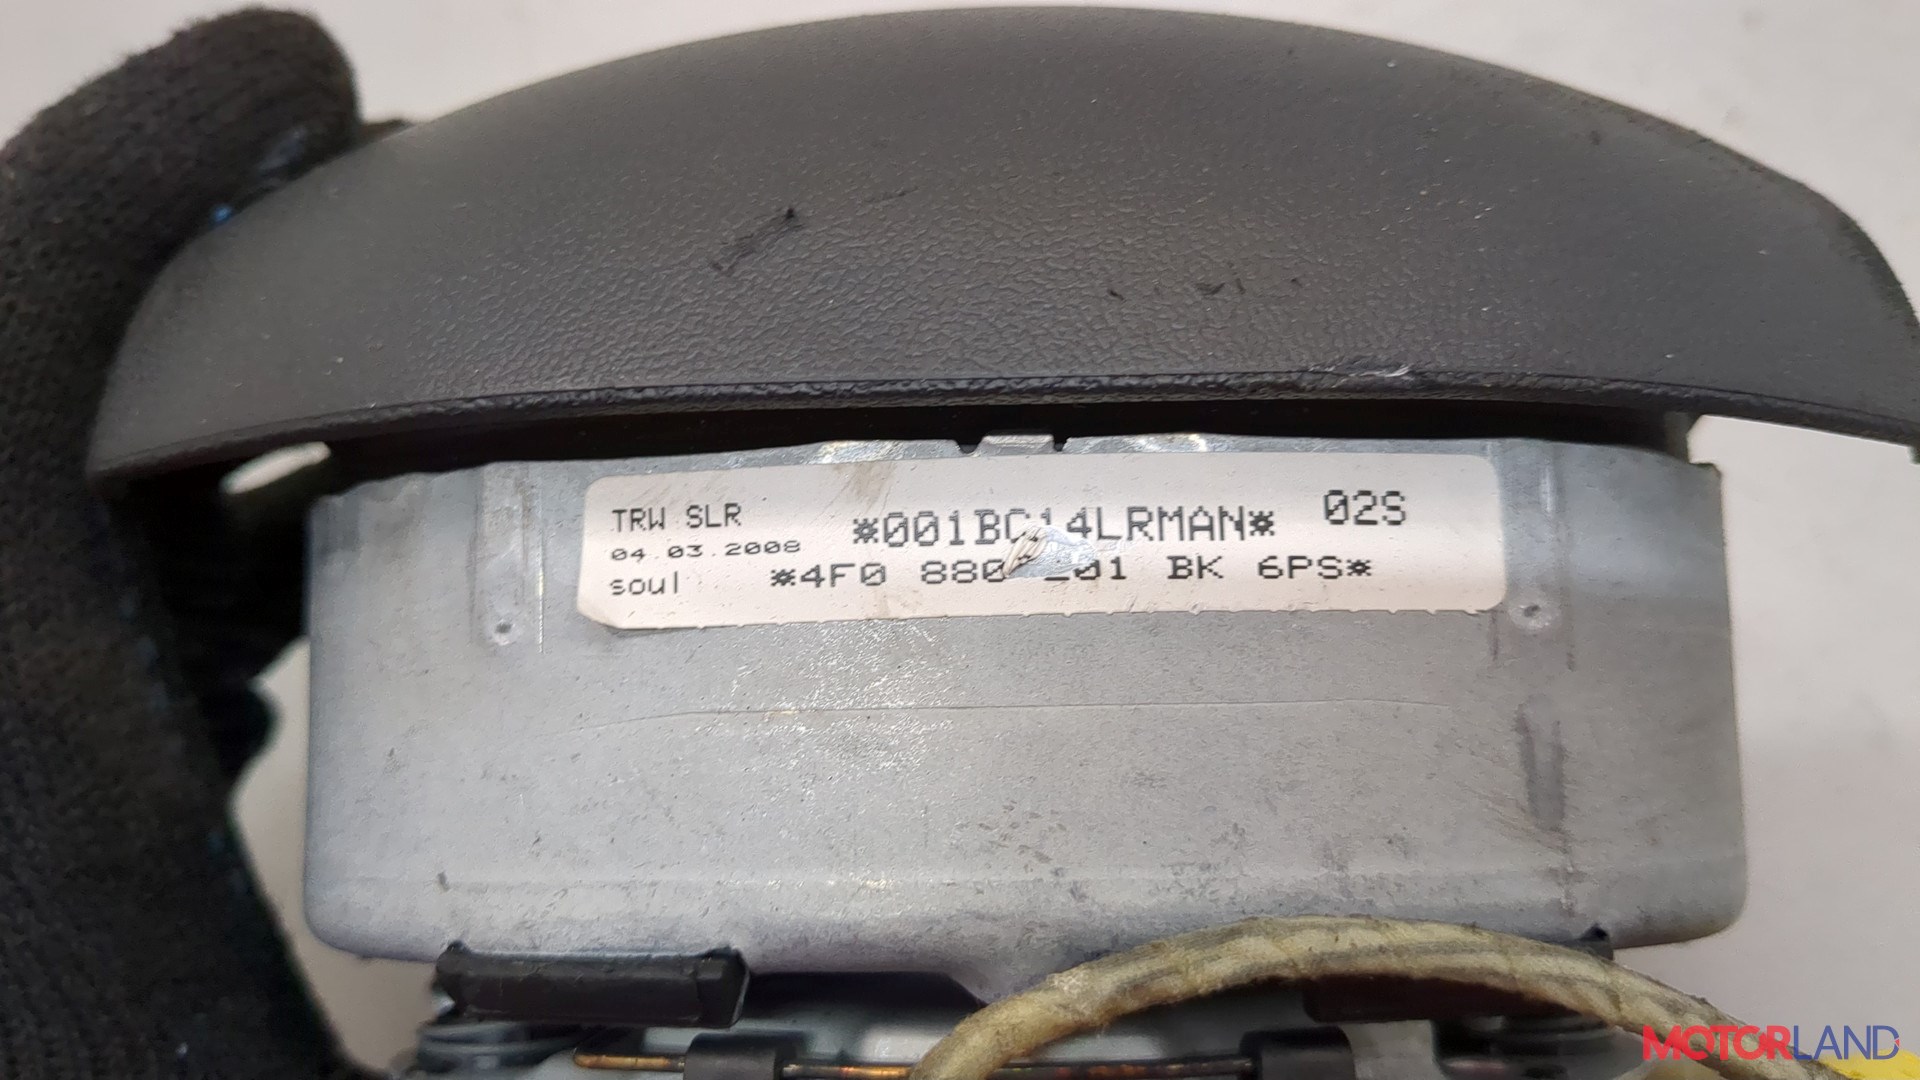 TRW SLR
04.03.2008
soul
*001BC14LRMAN* 02S
*4F0 880 BK 6PS*
MOTORLAND